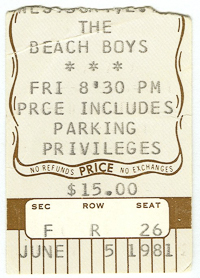 THE
BEACH BOYS
* * *
FRI 8'30 PM
PRCE INCLUDES
PARKING
PRIVILEGES
NO REFUNDS PRICE NO EXCHANGES
$15.00
SEC ROW SEAT
F R 26
JUNE 5 1981